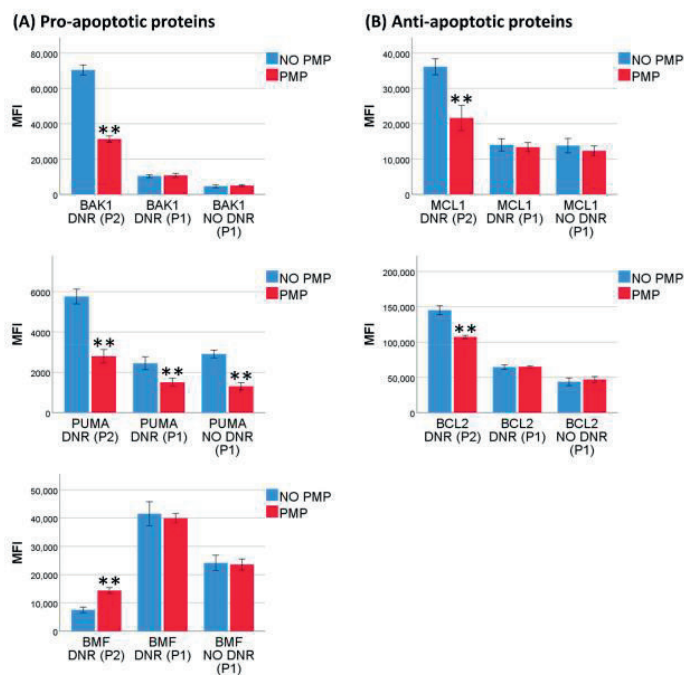 (A) Pro-apoptotic proteins
80,000
60,000
40,000
20,000
0
MFI
**
NO PMP
PMP
BAK1 BAK1 BAK1
DNR (P2) DNR (P1) NO DNR
(P1)
6000
4000
2000
0
MFI
** ** **
NO PMP
PMP
PUMA PUMA PUMA
DNR (P2) DNR (P1) NO DNR
(P1)
50,000
40,000
30,000
20,000
10,000
0
MFI
**
NO PMP
PMP
BMF BMF BMF
DNR (P2) DNR (P1) NO DNR
(P1)
(B) Anti-apoptotic proteins
40,000
30,000
20,000
10,000
0
MFI
**
NO PMP
PMP
MCL1 MCL1 MCL1
DNR (P2) DNR (P1) NO DNR
(P1)
200,000
150,000
100,000
50,000
0
MFI
**
NO PMP
PMP
BCL2 BCL2 BCL2
DNR (P2) DNR (P1) NO DNR
(P1)